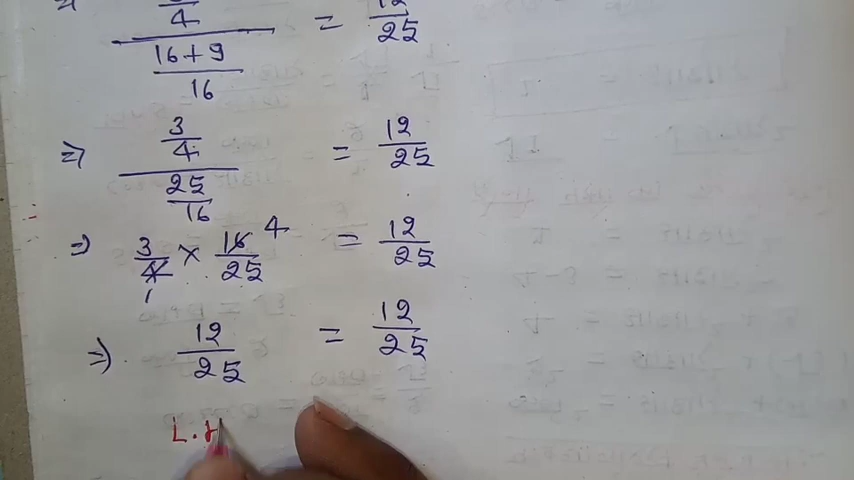 ⇒ 3/4 / (16+9)/16 = 12/25
⇒ 3/4 / 25/16 = 12/25
⇒ 3/4 1 × 16/25 4 = 12/25
⇒ 12/25 = 12/25
L.H